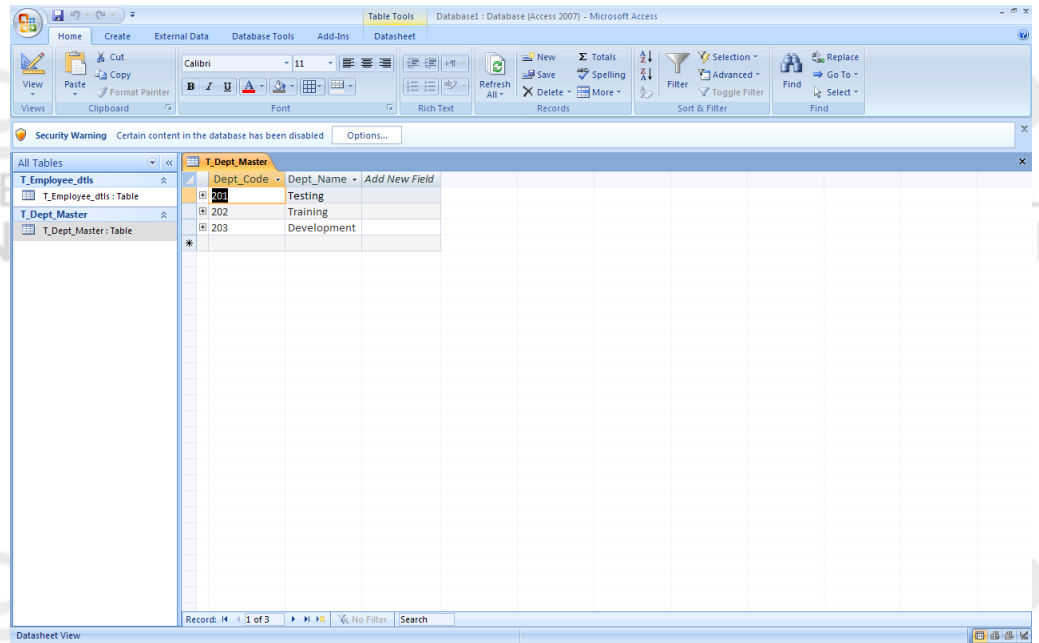 Table Tools Database1 : Database (Access 2007) - Microsoft Access
Home Create External Data Database Tools Add-Ins Datasheet
View
Views
Paste
Cut
Copy
Format Painter
Clipboard
Calibri 11
B I U A
Font
Rich Text
Refresh
All
New Σ Totals
Save Spelling
Delete More
Records
Filter
Selection
Advanced
Toggle Filter
Sort & Filter
Find
Replace
Go To
Select
Find
Security Warning Certain content in the database has been disabled Options...
All Tables
T_Employee_dtls
T_Employee_dtls : Table
T_Dept_Master
T_Dept_Master : Table
T_Dept_Master
Dept_Code Dept_Name Add New Field
201 Testing
202 Training
203 Development
Record: 1 of 3 No Filter Search
Datasheet View